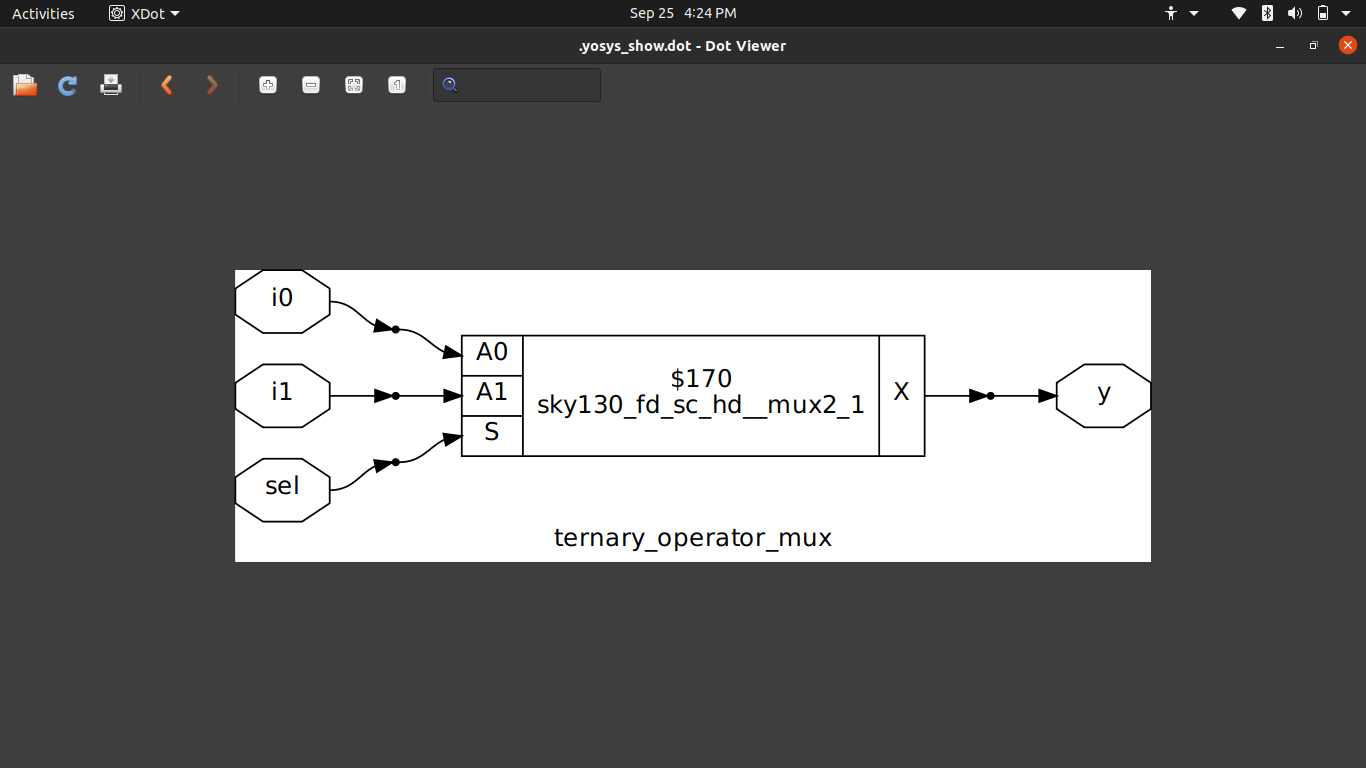 Activities
XDot
Sep 25 4:24 PM
.yosys_show.dot - Dot Viewer
1
i0
i1
sel
A0
A1
S
$170
sky130_fd_sc_hd__mux2_1
X
y
ternary_operator_mux